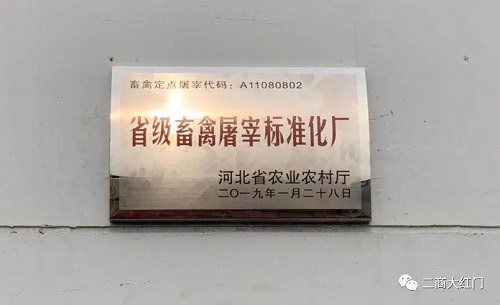 畜禽定点屠宰代码：A11080802
省级畜禽屠宰标准化厂
河北省农业农村厅
二〇一九年一月二十八日
二商大红门